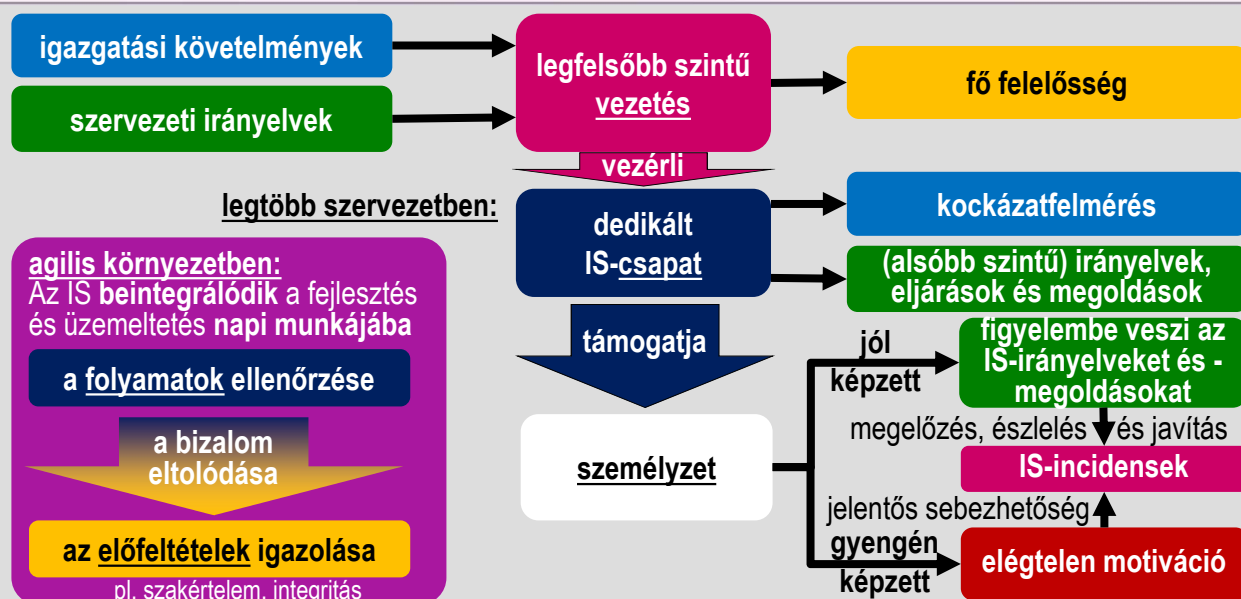 igazgatási követelmények
szervezeti irányelvek
legfelsőbb szintű
vezetés
fő felelősség
vezérli
legtöbb szervezetben:
dedikált
IS-csapat
kockázatfelmérés
(alsóbb szintű) irányelvek,
eljárások és megoldások
agilis környezetben:
Az IS beintegrálódik a fejlesztés
és üzemeltetés napi munkájába
a folyamatok ellenőrzése
a bizalom
eltolódása
az előfeltételek igazolása
pl. szakértelem, integritás
támogatja
személyzet
jól
képzett
figyelembe veszi az
IS-irányelveket és -
megoldásokat
megelőzés, észlelés és javítás
IS-incidensek
jelentős sebezhetőség
gyengén
képzett
elégtelen motiváció